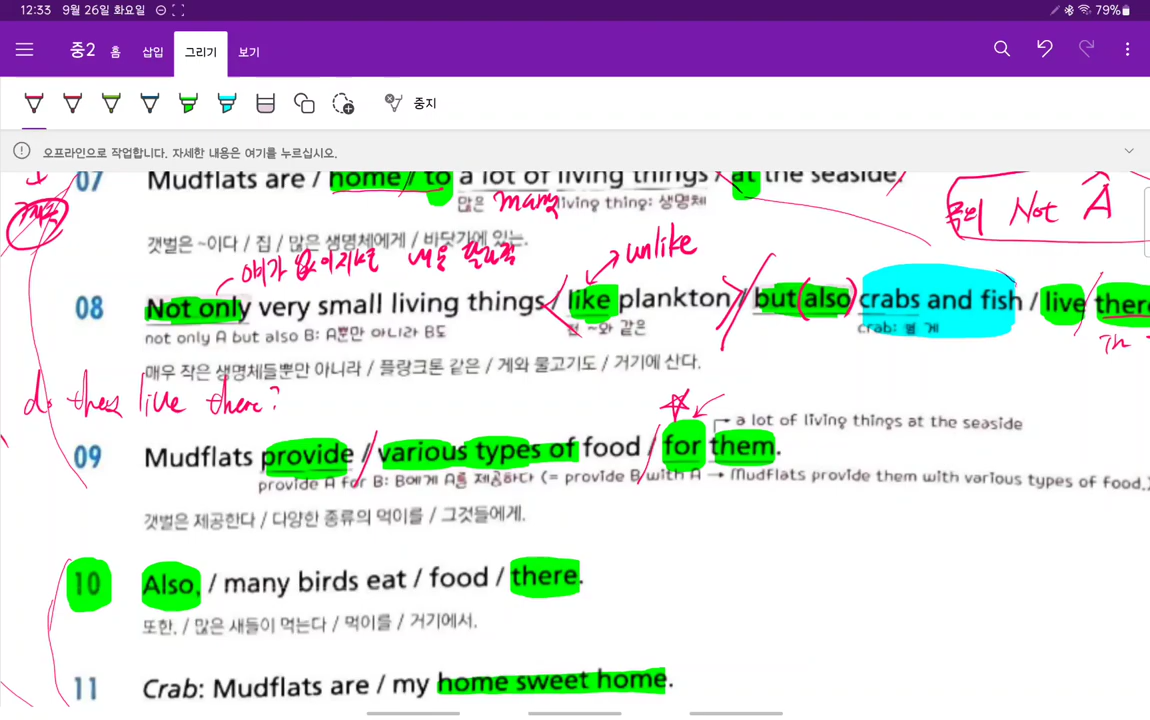 12:33 9월 26일 화요일 79%
중2 홈 삽입 그리기 보기
중지
오프라인으로 작업합니다. 자세한 내용은 여기를 누르십시오.
07 Mudflats are / home / to a lot of living things / at the seaside.
많은 many living thing: 생명체
Not A
갯벌은 ~이다 / 집 / 많은 생명체에게 / 바닷가에 있는.
unlike
08 Not only very small living things / like plankton / but also crabs and fish / live there
not only A but also B: A뿐만 아니라 B도 전 ~와 같은 crab: 명 게
매우 작은 생명체들뿐만 아니라 / 플랑크톤 같은 / 게와 물고기도 / 거기에 산다.
live there?
a lot of living things at the seaside
09 Mudflats provide / various types of food / for them.
provide A for B: B에게 A를 제공하다 (= provide B with A → Mudflats provide them with various types of food.)
갯벌은 제공한다 / 다양한 종류의 먹이를 / 그것들에게.
10 Also, / many birds eat / food / there.
또한, / 많은 새들이 먹는다 / 먹이를 / 거기에서.
11 Crab: Mudflats are / my home sweet home.